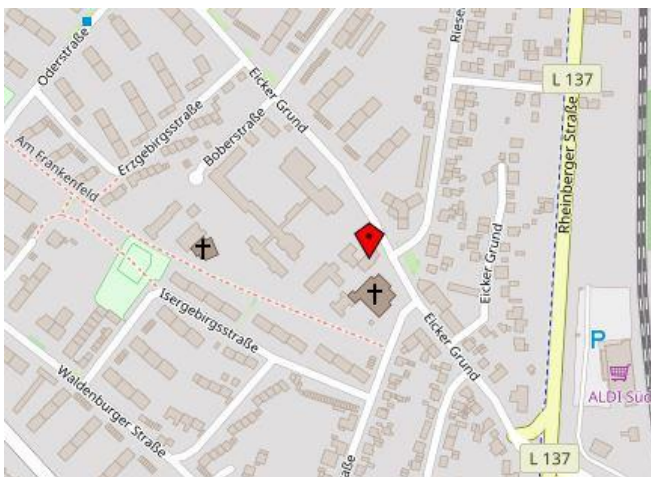 Oderstraße
Eicker Grund
Riese
L 137
Erzgebirgsstraße
Boberstraße
Rheinberger Straße
Am Frankenfeld
Eicker Grund
Isergebirgsstraße
Eicker Grund
P
Waldenburger Straße
ALDI Süd
aße
L 137